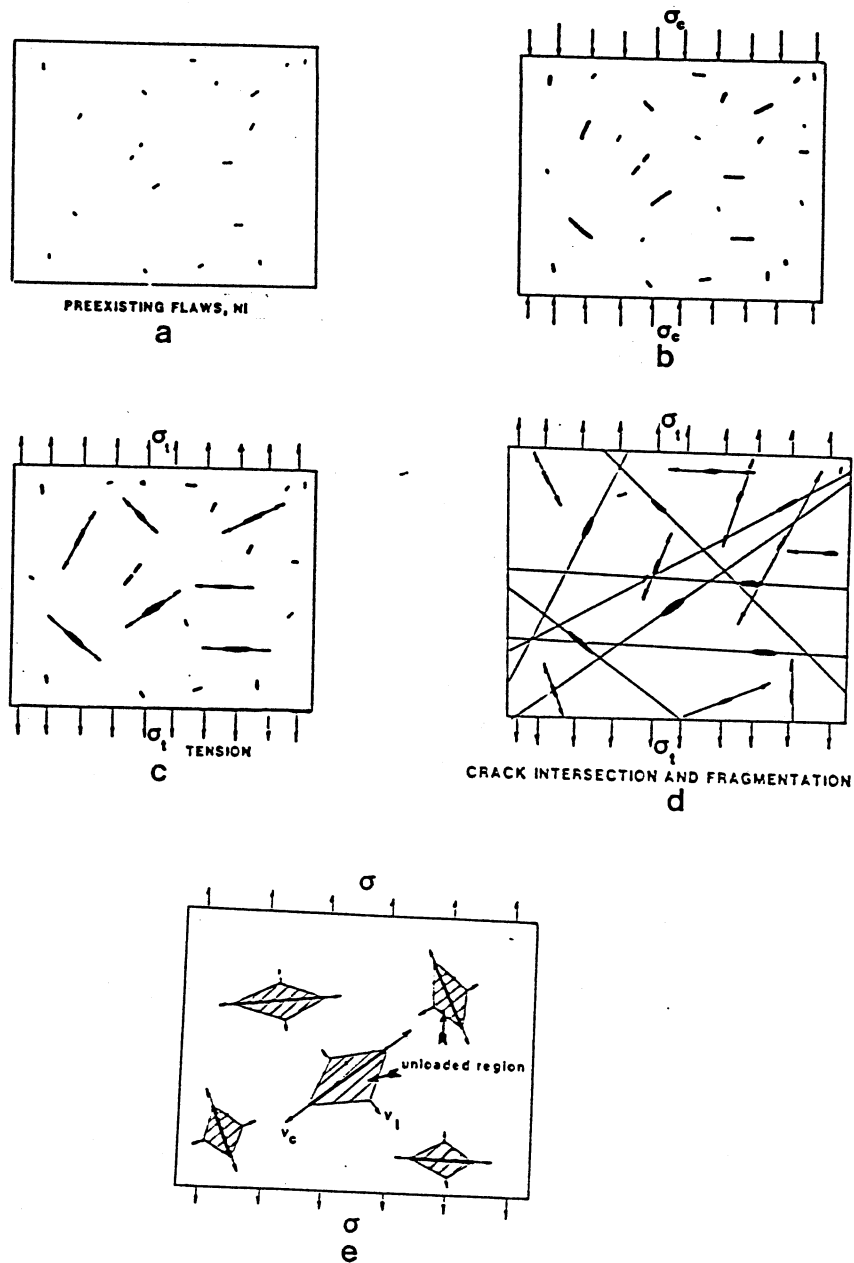 σc
PREEXISTING FLAWS, NI
a
σc
b
σt
σt TENSION
c
σt
σt
CRACK INTERSECTION AND FRAGMENTATION
d
σ
unloaded region
vc
vl
σ
e